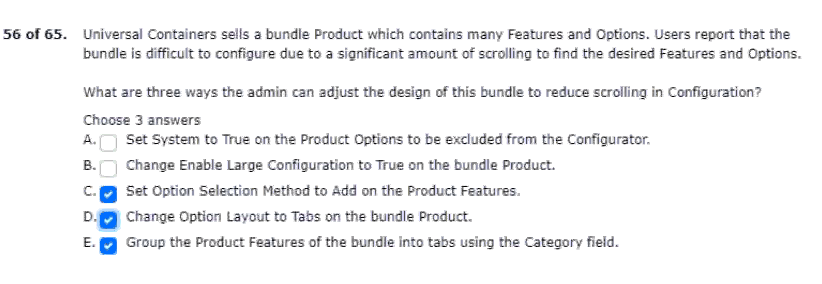 56 of 65. Universal Containers sells a bundle Product which contains many Features and Options. Users report that the
bundle is difficult to configure due to a significant amount of scrolling to find the desired Features and Options.
What are three ways the admin can adjust the design of this bundle to reduce scrolling in Configuration?
Choose 3 answers
A. Set System to True on the Product Options to be excluded from the Configurator.
B. Change Enable Large Configuration to True on the bundle Product.
C. Set Option Selection Method to Add on the Product Features.
D. Change Option Layout to Tabs on the bundle Product.
E. Group the Product Features of the bundle into tabs using the Category field.